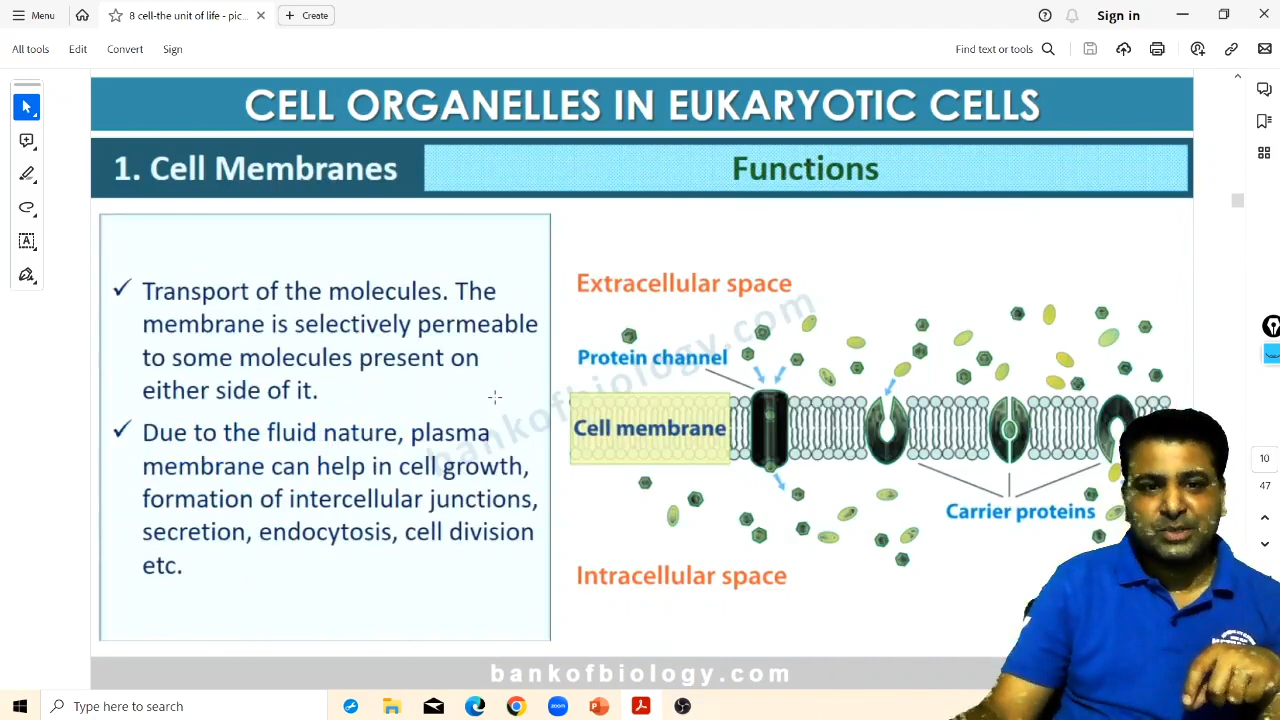 Menu
8 cell-the unit of life - pic...
Create
Sign in
All tools
Edit
Convert
Sign
Find text or tools
CELL ORGANELLES IN EUKARYOTIC CELLS
1. Cell Membranes
Functions
✓ Transport of the molecules. The
membrane is selectively permeable
to some molecules present on
either side of it.
✓ Due to the fluid nature, plasma
membrane can help in cell growth,
formation of intercellular junctions,
secretion, endocytosis, cell division
etc.
Extracellular space
Protein channel
Cell membrane
Carrier proteins
Intracellular space
bankofbiology.com
10
47
bankofbiology.com
Type here to search
zoom